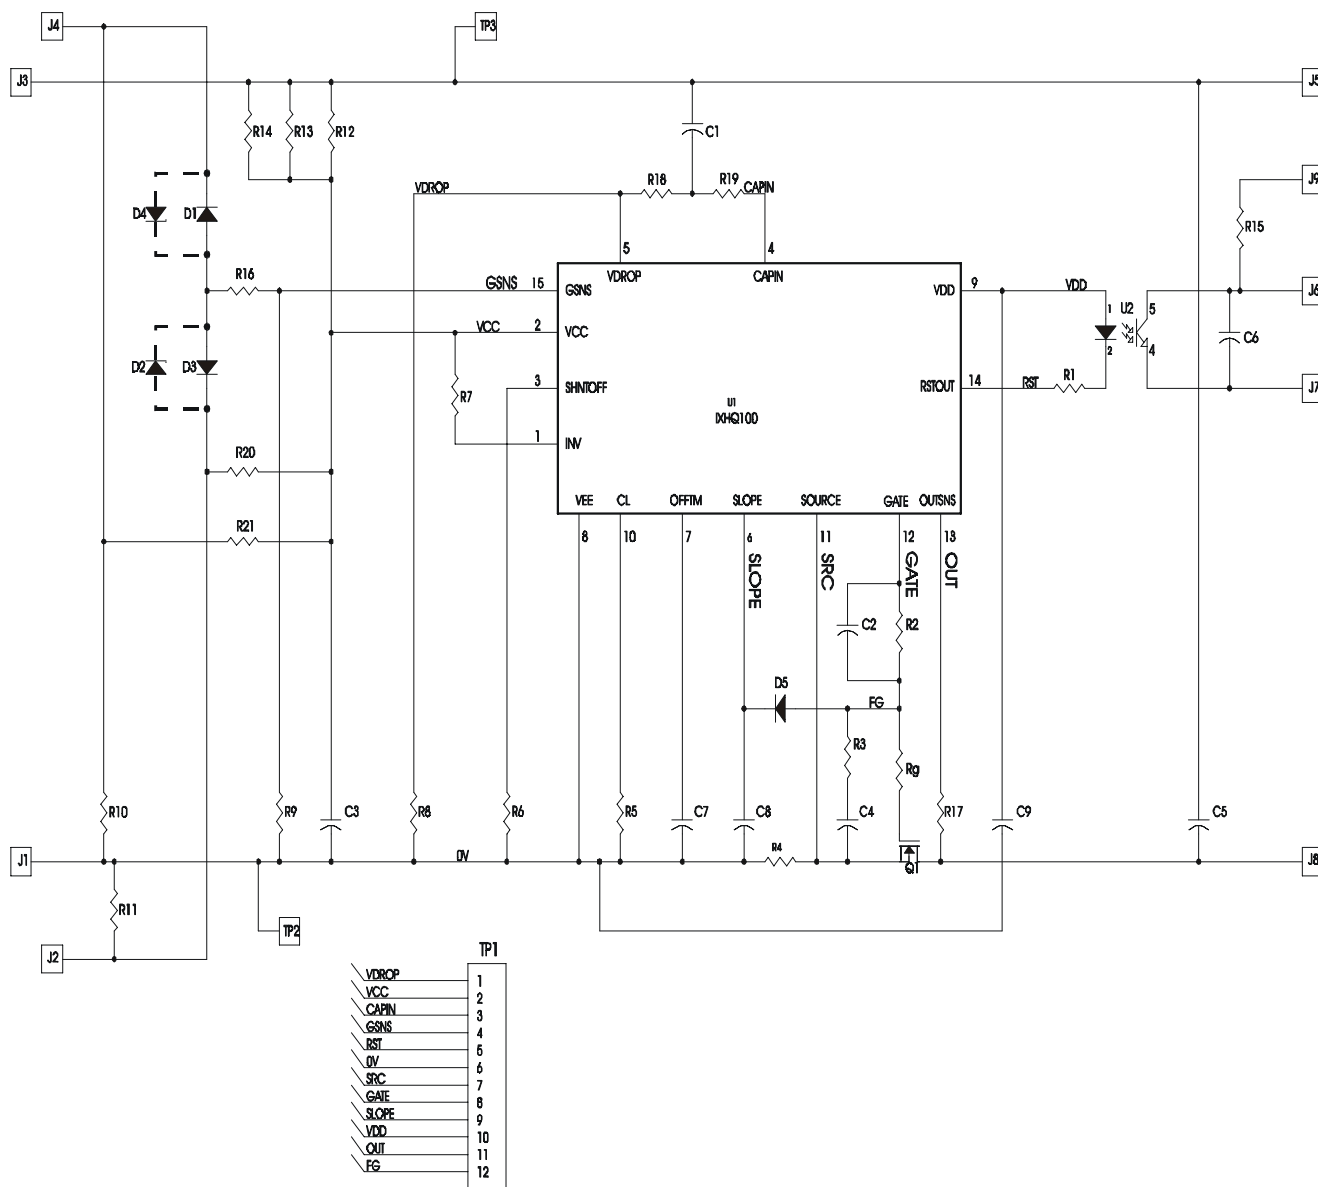 J4
TP3
J3
J5
R14
R13
R12
C1
J9
VDROP
R18
R19
CAPIN
D4
D1
R15
5
4
VDROP
CAPIN
R16
GSNS
15
GSNS
VDD
9
VDD
J6
1
U2
5
VCC
2
VCC
C6
D2
D3
2
4
3
SHNTOFF
RSTOUT
14
RST
R1
J7
R7
U1
IXHQ100
1
INV
R20
VEE
CL
OFFTM
SLOPE
SOURCE
GATE
OUTSNS
R21
8
10
7
6
11
12
13
SLOPE
SRC
GATE
OUT
C2
R2
D5
FG
R3
Rg
R10
R9
C3
R8
R6
R5
C7
C8
C4
R17
C9
C5
J1
0V
R4
Q1
J8
R11
TP2
J2
TP1
VDROP 1
VCC 2
CAPIN 3
GSNS 4
RST 5
0V 6
SRC 7
GATE 8
SLOPE 9
VDD 10
OUT 11
FG 12